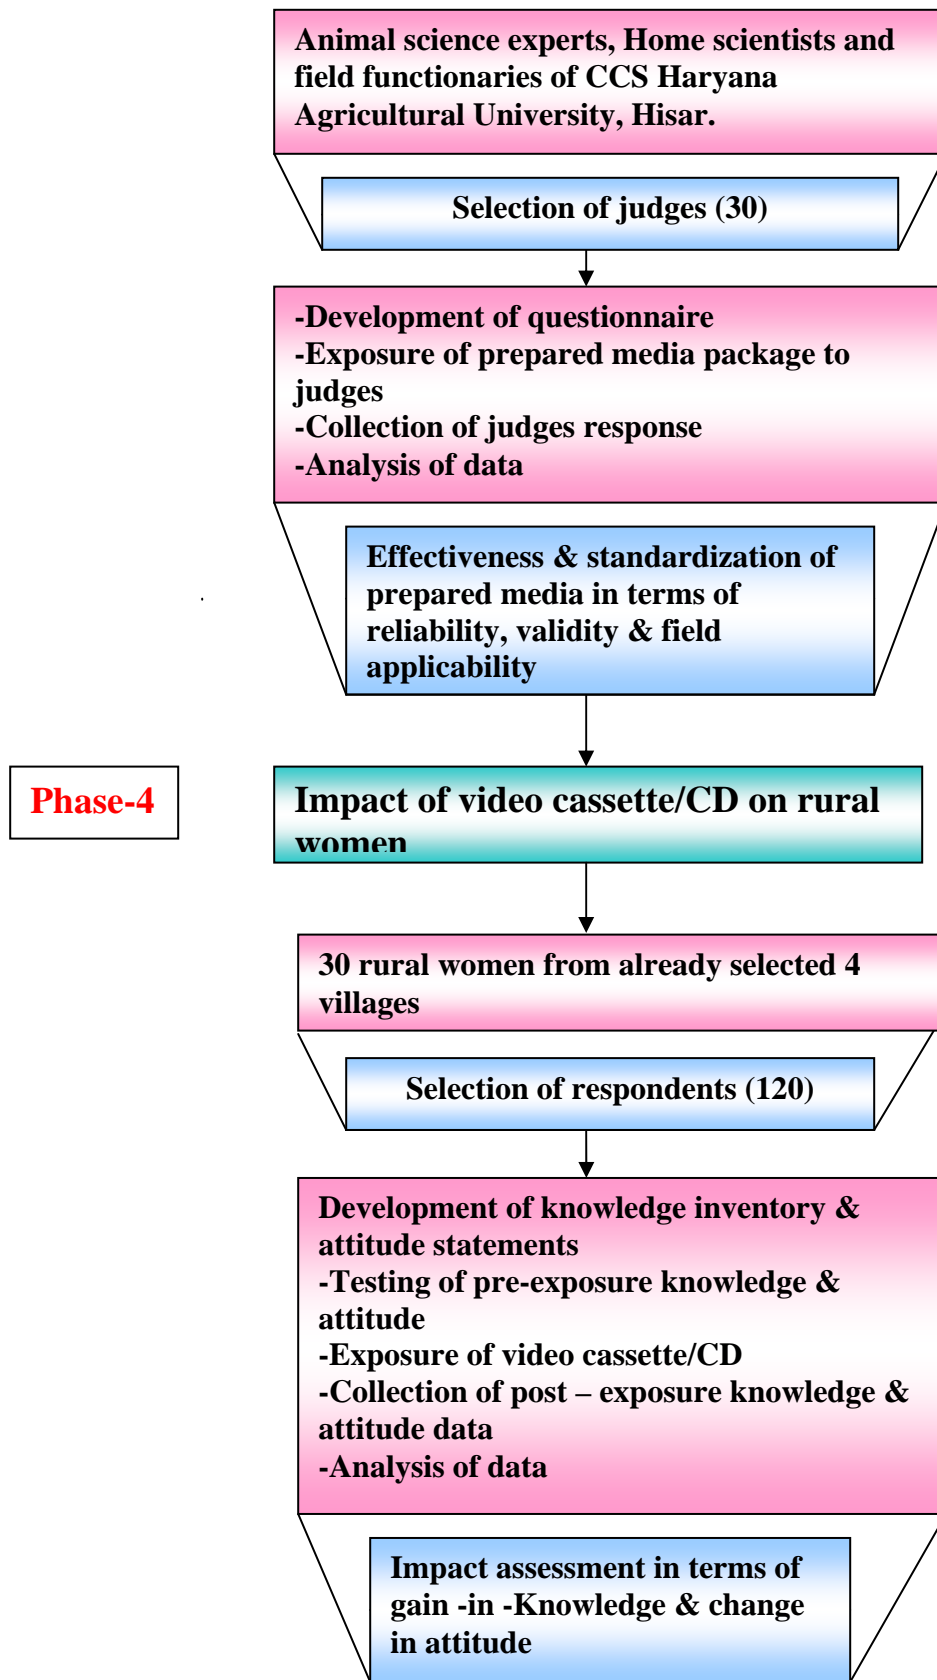 Animal science experts, Home scientists and
field functionaries of CCS Haryana
Agricultural University, Hisar.
Selection of judges (30)
-Development of questionnaire
-Exposure of prepared media package to
judges
-Collection of judges response
-Analysis of data
Effectiveness & standardization of
prepared media in terms of
reliability, validity & field
applicability
Phase-4
Impact of video cassette/CD on rural
women
30 rural women from already selected 4
villages
Selection of respondents (120)
Development of knowledge inventory &
attitude statements
-Testing of pre-exposure knowledge &
attitude
-Exposure of video cassette/CD
-Collection of post – exposure knowledge &
attitude data
-Analysis of data
Impact assessment in terms of
gain -in -Knowledge & change
in attitude